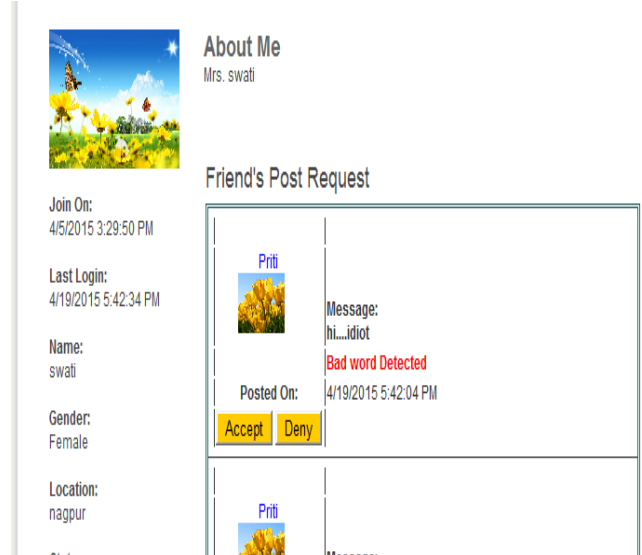 About Me
Mrs. swati
Friend's Post Request
Join On:
4/5/2015 3:29:50 PM
Last Login:
4/19/2015 5:42:34 PM
Name:
swati
Gender:
Female
Location:
nagpur
Priti
Message:
hi....idiot
Bad word Detected
Posted On: 4/19/2015 5:42:04 PM
Accept Deny
Priti